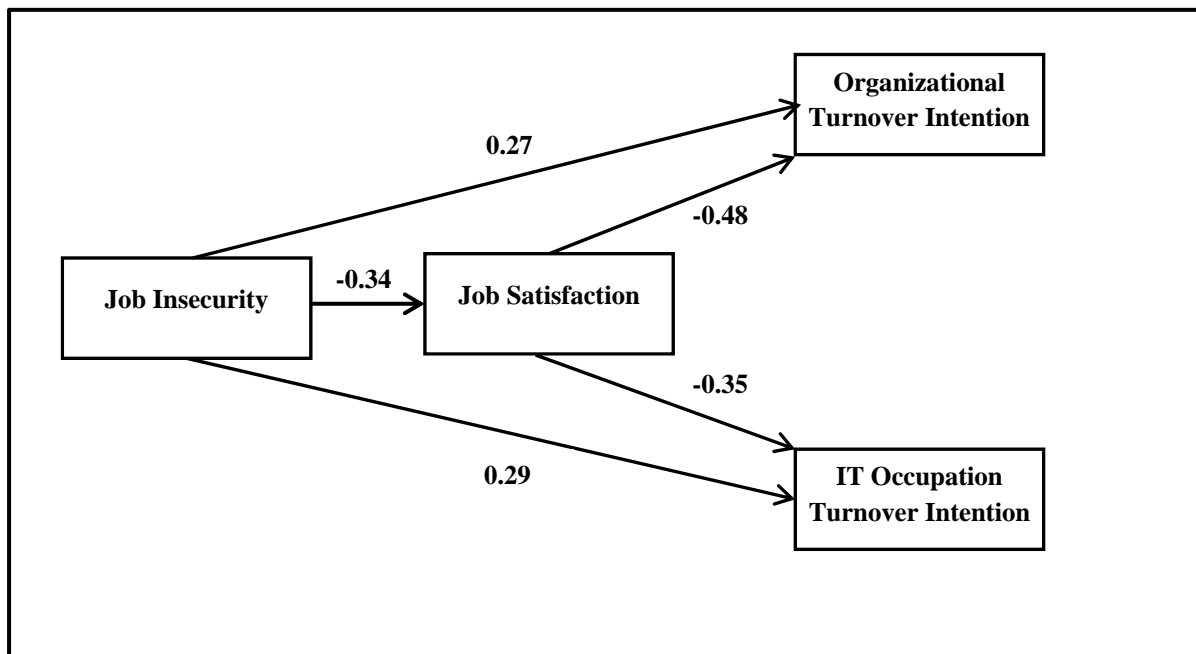 Organizational
Turnover Intention
0.27
-0.48
Job Insecurity
-0.34
Job Satisfaction
-0.35
0.29
IT Occupation
Turnover Intention